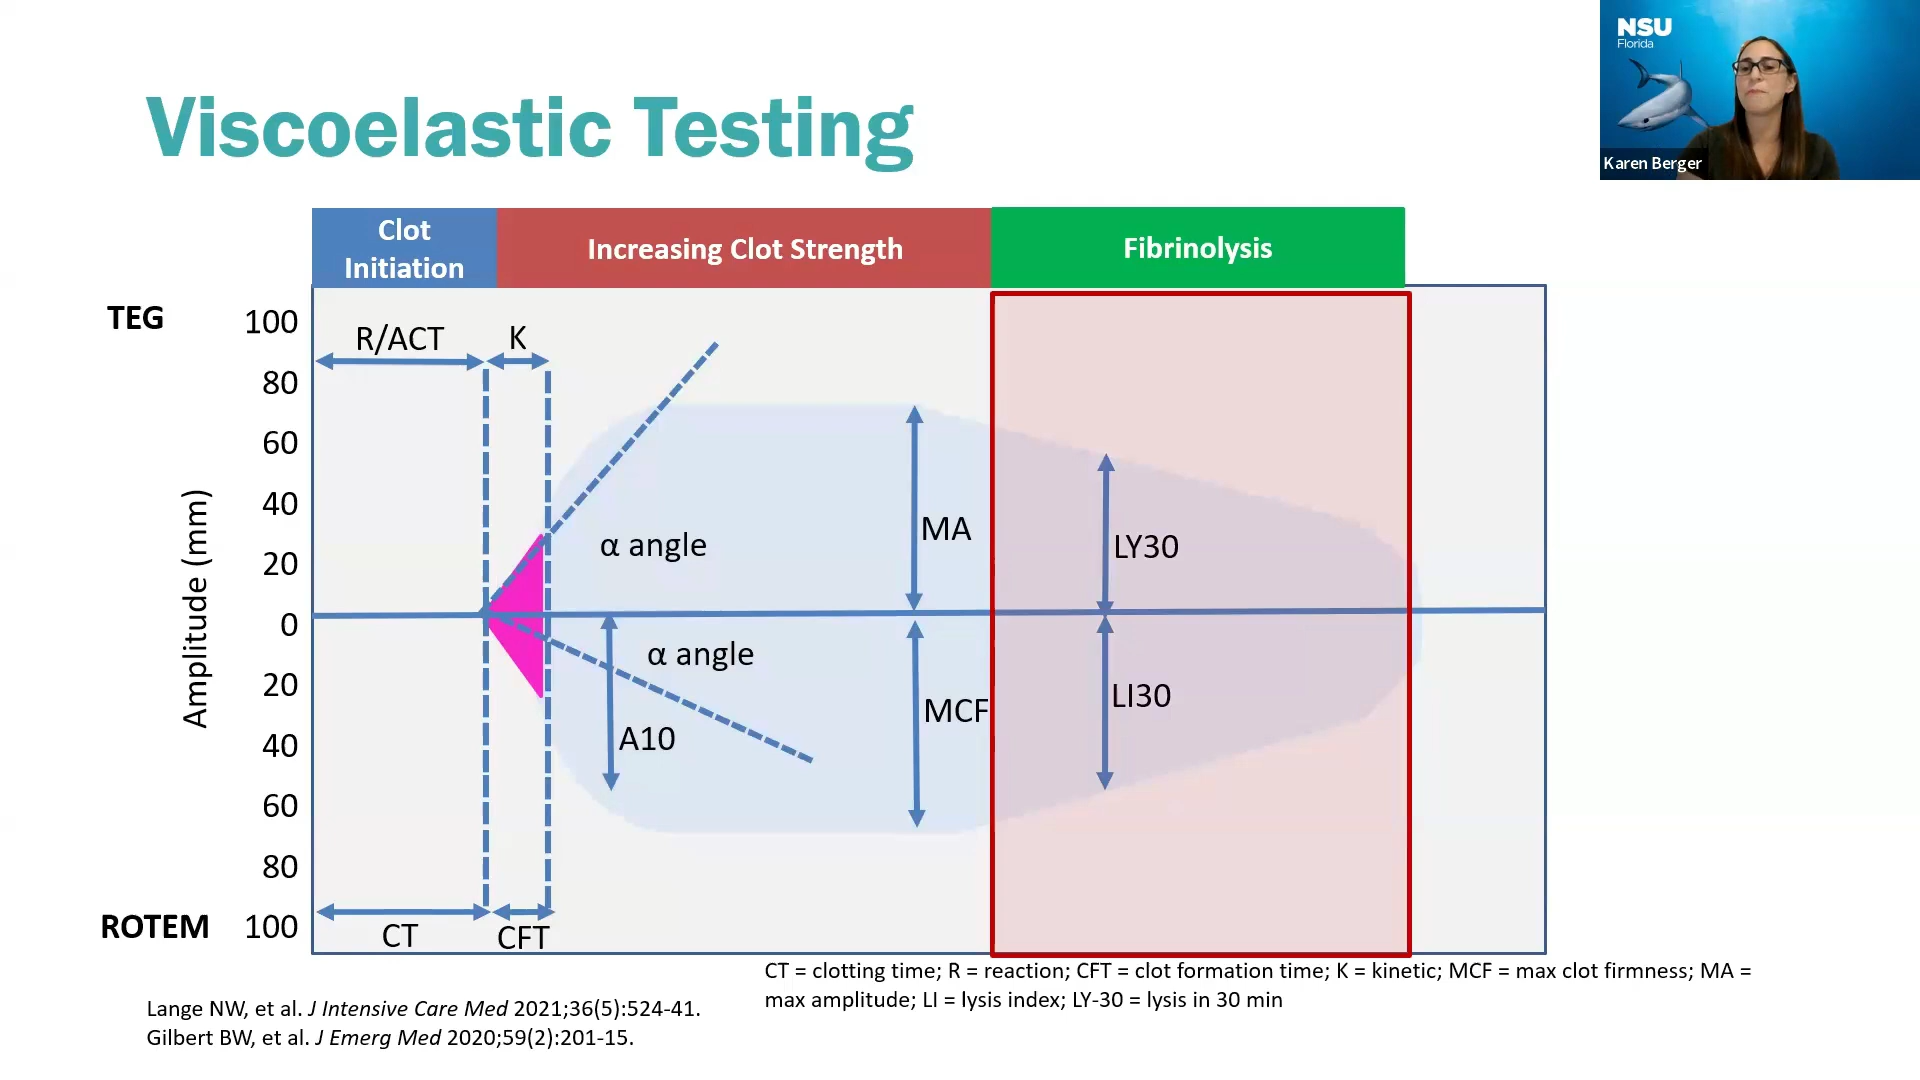 NSU
Florida
Karen Berger
Viscoelastic Testing
Clot
Initiation
Increasing Clot Strength
Fibrinolysis
TEG
100
80
60
40
20
0
20
40
60
80
100
ROTEM
Amplitude (mm)
R/ACT
K
α angle
MA
LY30
α angle
A10
MCF
LI30
CT
CFT
CT = clotting time; R = reaction; CFT = clot formation time; K = kinetic; MCF = max clot firmness; MA =
max amplitude; LI = lysis index; LY-30 = lysis in 30 min
Lange NW, et al. J Intensive Care Med 2021;36(5):524-41.
Gilbert BW, et al. J Emerg Med 2020;59(2):201-15.